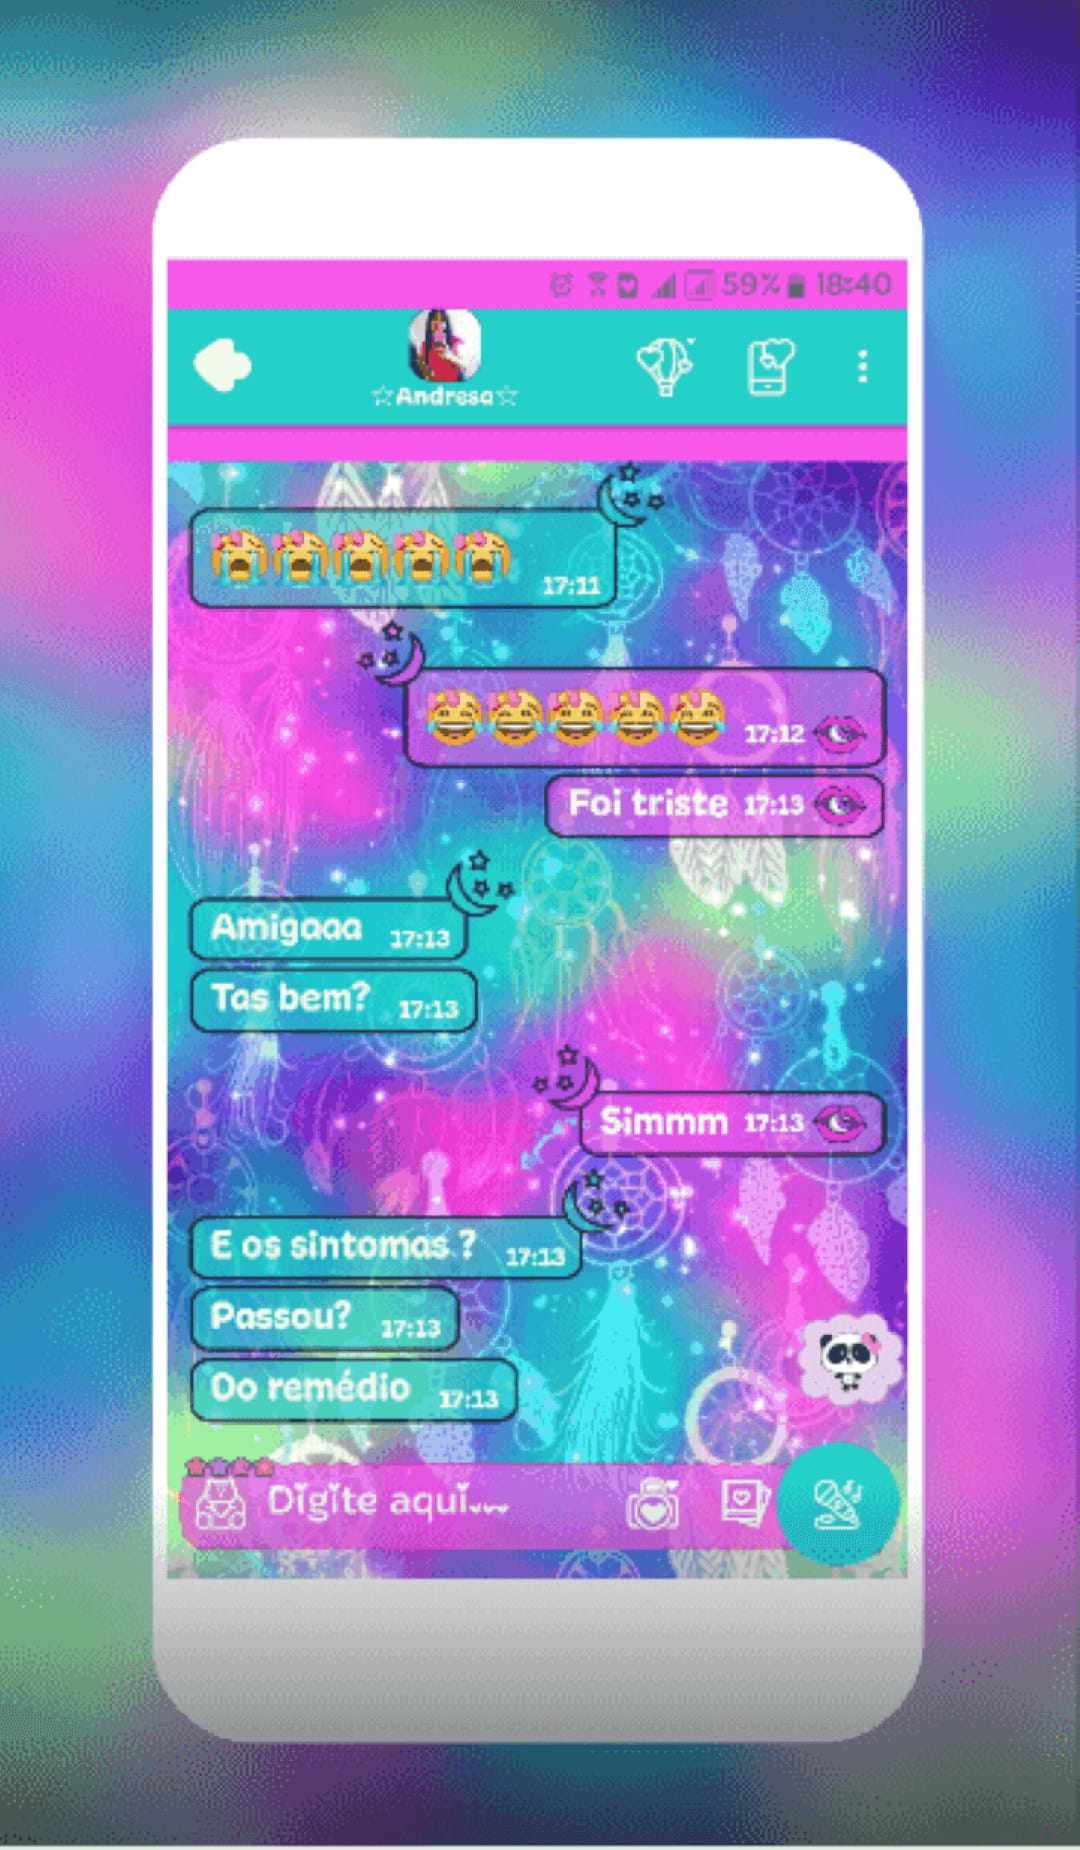 59% 18:40
☆Andresa☆
😭😭😭😭😭 17:11
😂😂😂😂😂 17:12
Foi triste 17:13
Amigaaa 17:13
Tas bem? 17:13
Simmm 17:13
E os sintomas ? 17:13
Passou? 17:13
Oo remédio 17:13
Digite aqui...